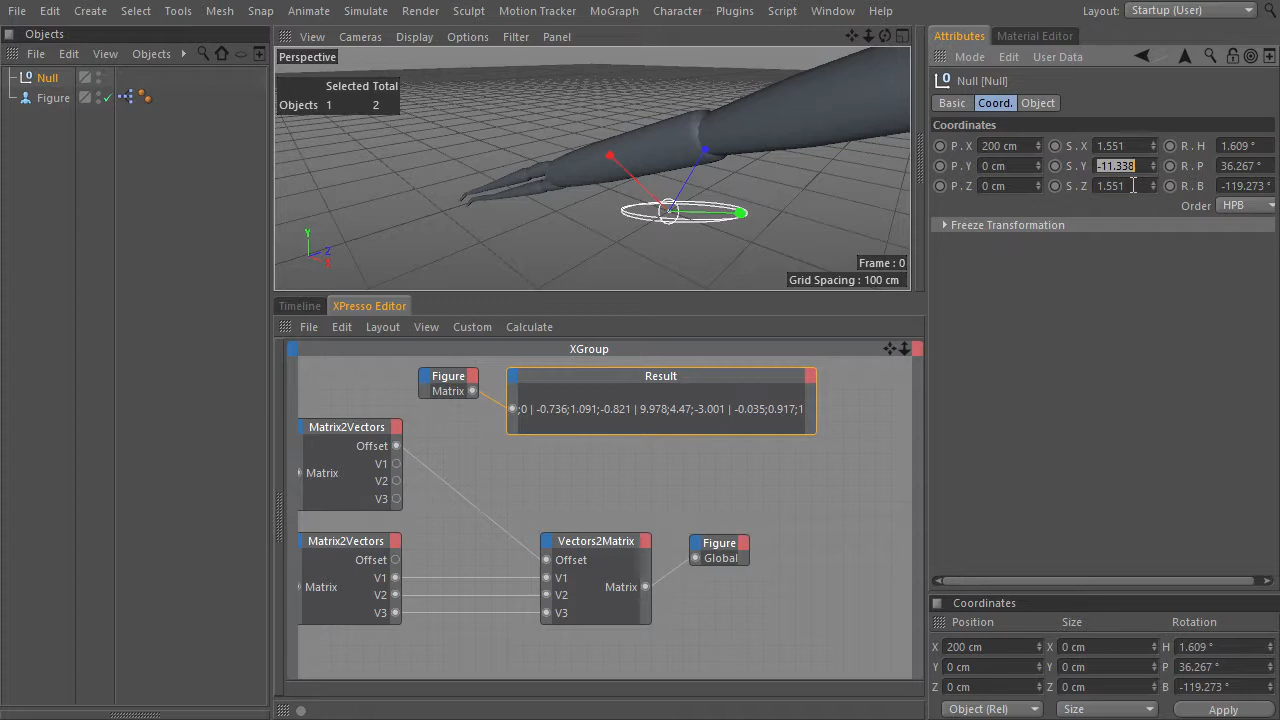 File Edit Create Select Tools Mesh Snap Animate Simulate Render Sculpt Motion Tracker MoGraph Character Plugins Script Window Help Layout: Startup (User)
Objects
File Edit View Objects
Null
Figure
View Cameras Display Options Filter Panel
Perspective
Selected Total
Objects 1 2
Y
Z
X
Frame : 0
Grid Spacing : 100 cm
Timeline XPresso Editor
File Edit Layout View Custom Calculate
XGroup
Figure
Matrix
Result
;0 | -0.736;1.091;-0.821 | 9.978;4.47;-3.001 | -0.035;0.917;1
Matrix2Vectors
Offset
V1
Matrix
V2
V3
Matrix2Vectors
Offset
V1
Matrix
V2
V3
Vectors2Matrix
Offset
V1
Matrix
V2
V3
Figure
Global
Attributes Material Editor
Mode Edit User Data
Null [Null]
Basic Coord. Object
Coordinates
P . X 200 cm S . X 1.551 R . H 1.609 °
P . Y 0 cm S . Y -11.338 R . P 36.267 °
P . Z 0 cm S . Z 1.551 R . B -119.273 °
Order HPB
Freeze Transformation
Coordinates
Position Size Rotation
X 200 cm X 0 cm H 1.609 °
Y 0 cm Y 0 cm P 36.267 °
Z 0 cm Z 0 cm B -119.273 °
Object (Rel) Size Apply